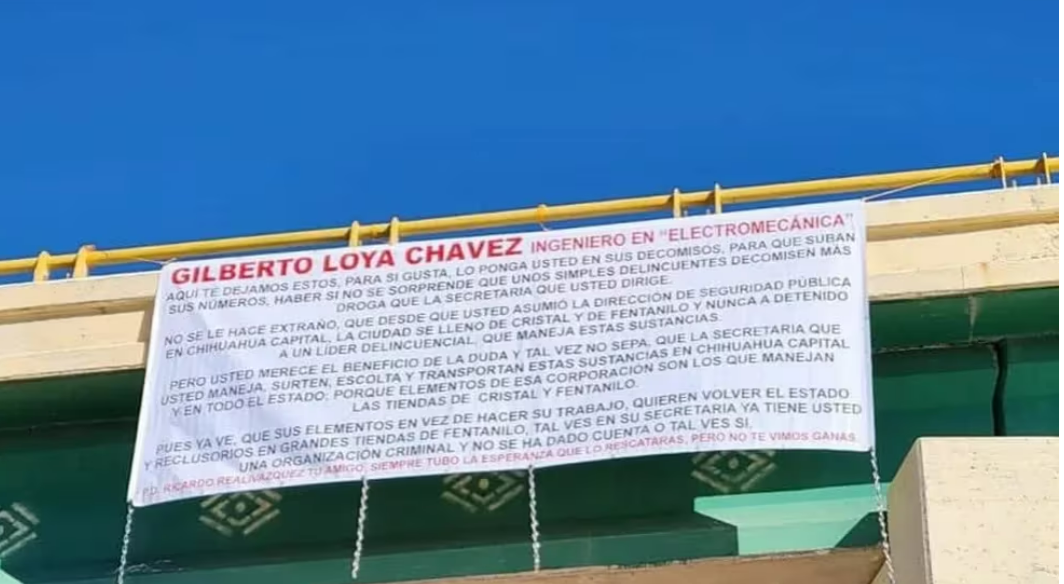 GILBERTO LOYA CHAVEZ INGENIERO EN "ELECTROMECÁNICA"
AQUI TE DEJAMOS ESTOS, PARA SI GUSTA, LO PONGA USTED EN SUS DECOMISOS, PARA QUE SUBAN
SUS NÚMEROS, HABER SI NO SE SORPRENDE QUE UNOS SIMPLES DELINCUENTES DECOMISEN MÁS
DROGA QUE LA SECRETARIA QUE USTED DIRIGE.
NO SE LE HACE EXTRAÑO, QUE DESDE QUE USTED ASUMIÓ LA DIRECCIÓN DE SEGURIDAD PÚBLICA
EN CHIHUAHUA CAPITAL, LA CIUDAD SE LLENO DE CRISTAL Y DE FENTANILO Y NUNCA A DETENIDO
A UN LÍDER DELINCUENCIAL, QUE MANEJA ESTAS SUSTANCIAS.
PERO USTED MERECE EL BENEFICIO DE LA DUDA Y TAL VEZ NO SEPA, QUE LA SECRETARIA QUE
USTED MANEJA, SURTEN, ESCOLTA Y TRANSPORTAN ESTAS SUSTANCIAS EN CHIHUAHUA CAPITAL
Y EN TODO EL ESTADO, PORQUE ELEMENTOS DE ESA CORPORACIÓN SON LOS QUE MANEJAN
LAS TIENDAS DE CRISTAL Y FENTANILO.
PUES YA VE, QUE SUS ELEMENTOS EN VEZ DE HACER SU TRABAJO, QUIEREN VOLVER EL ESTADO
Y RECLUSORIOS EN GRANDES TIENDAS DE FENTANILO, TAL VES EN SU SECRETARIA YA TIENE USTED
UNA ORGANIZACIÓN CRIMINAL Y NO SE HA DADO CUENTA O TAL VES SI.
P.D. RICARDO REALIVAZQUEZ TU AMIGO, SIEMPRE TUBO LA ESPERANZA QUE LO RESCATARAS, PERO NO TE VIMOS GANAS.